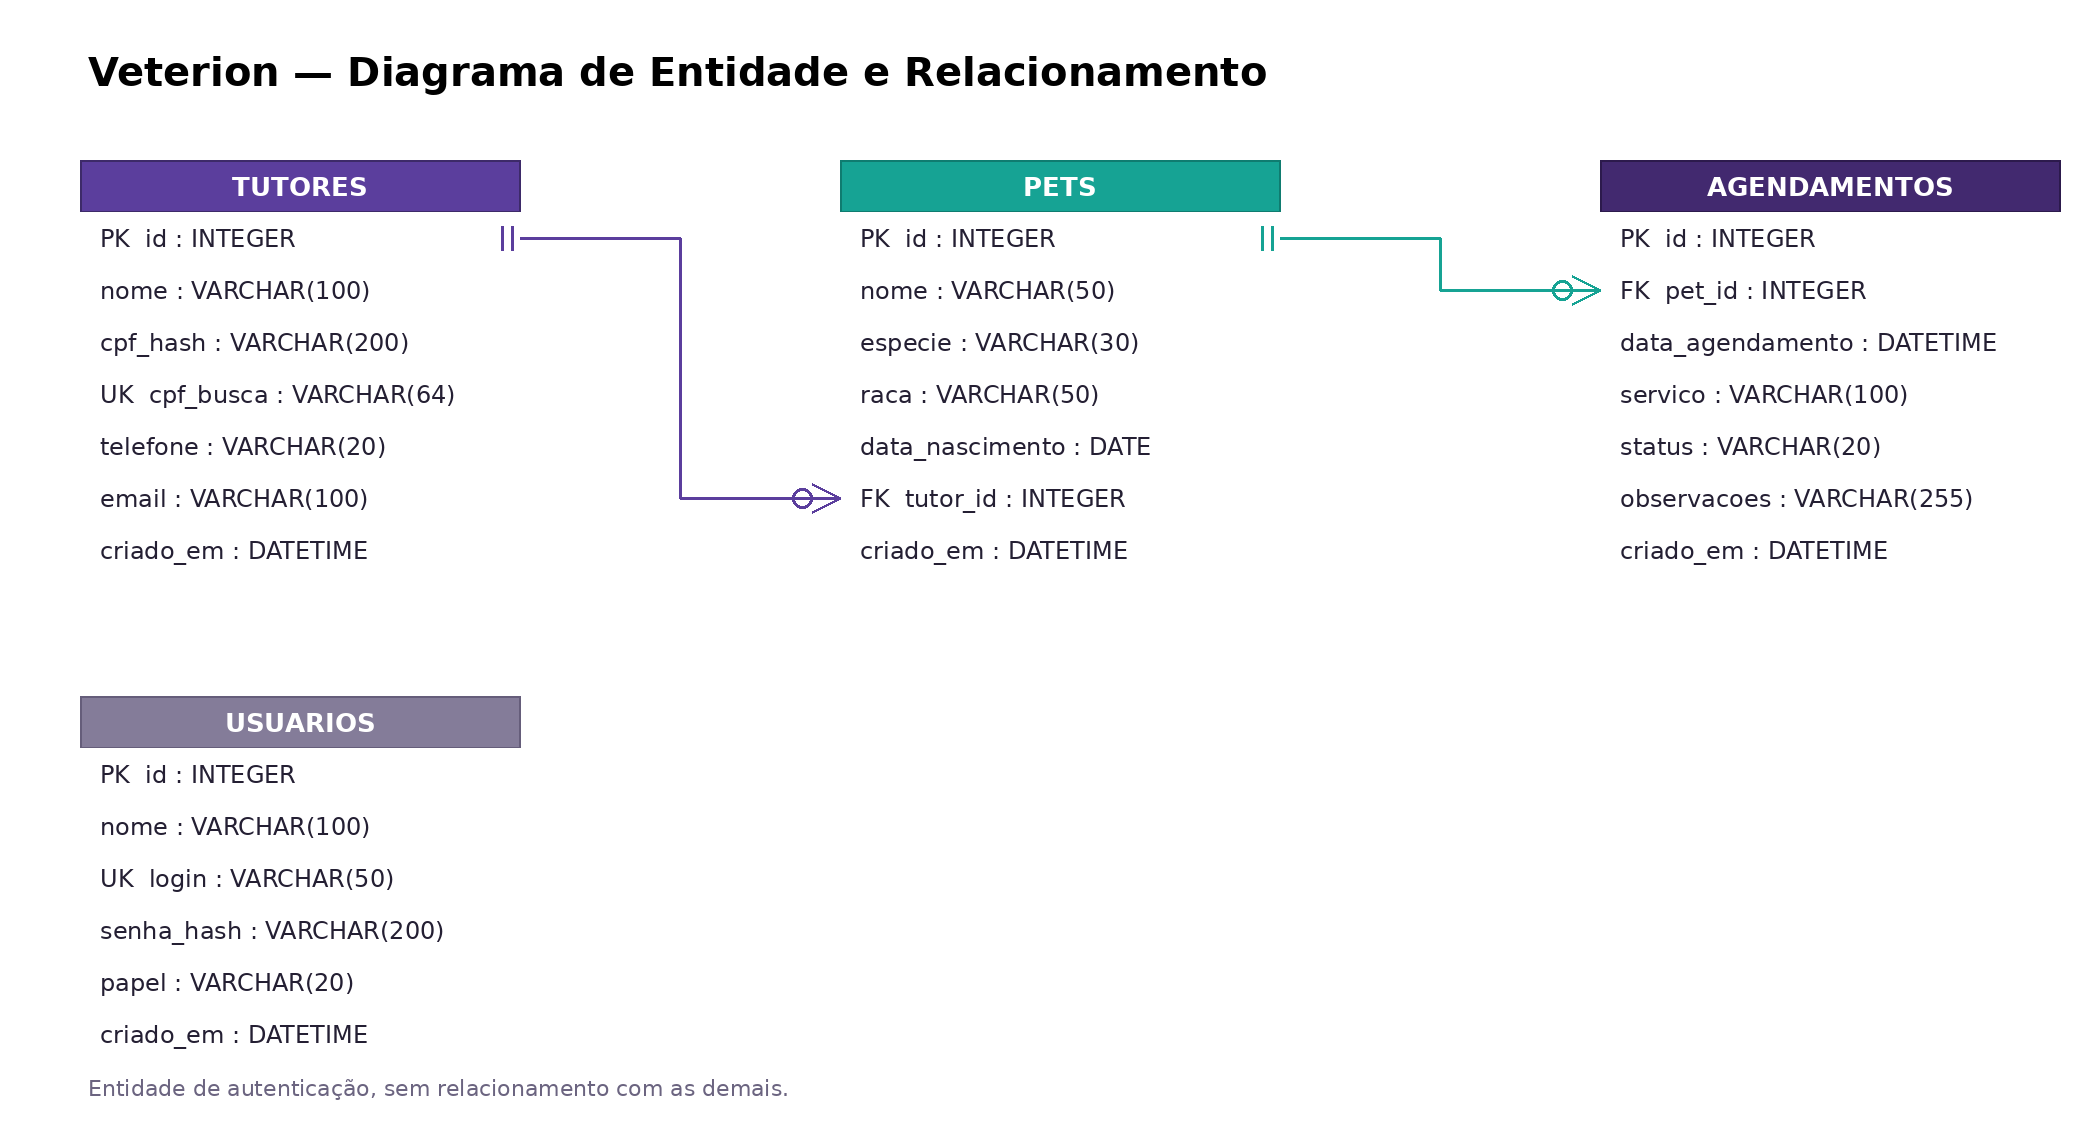 Veterion — Diagrama de Entidade e Relacionamento
TUTORES
PK id : INTEGER
nome : VARCHAR(100)
cpf_hash : VARCHAR(200)
UK cpf_busca : VARCHAR(64)
telefone : VARCHAR(20)
email : VARCHAR(100)
criado_em : DATETIME
PETS
PK id : INTEGER
nome : VARCHAR(50)
especie : VARCHAR(30)
raca : VARCHAR(50)
data_nascimento : DATE
FK tutor_id : INTEGER
criado_em : DATETIME
AGENDAMENTOS
PK id : INTEGER
FK pet_id : INTEGER
data_agendamento : DATETIME
servico : VARCHAR(100)
status : VARCHAR(20)
observacoes : VARCHAR(255)
criado_em : DATETIME
USUARIOS
PK id : INTEGER
nome : VARCHAR(100)
UK login : VARCHAR(50)
senha_hash : VARCHAR(200)
papel : VARCHAR(20)
criado_em : DATETIME
Entidade de autenticação, sem relacionamento com as demais.